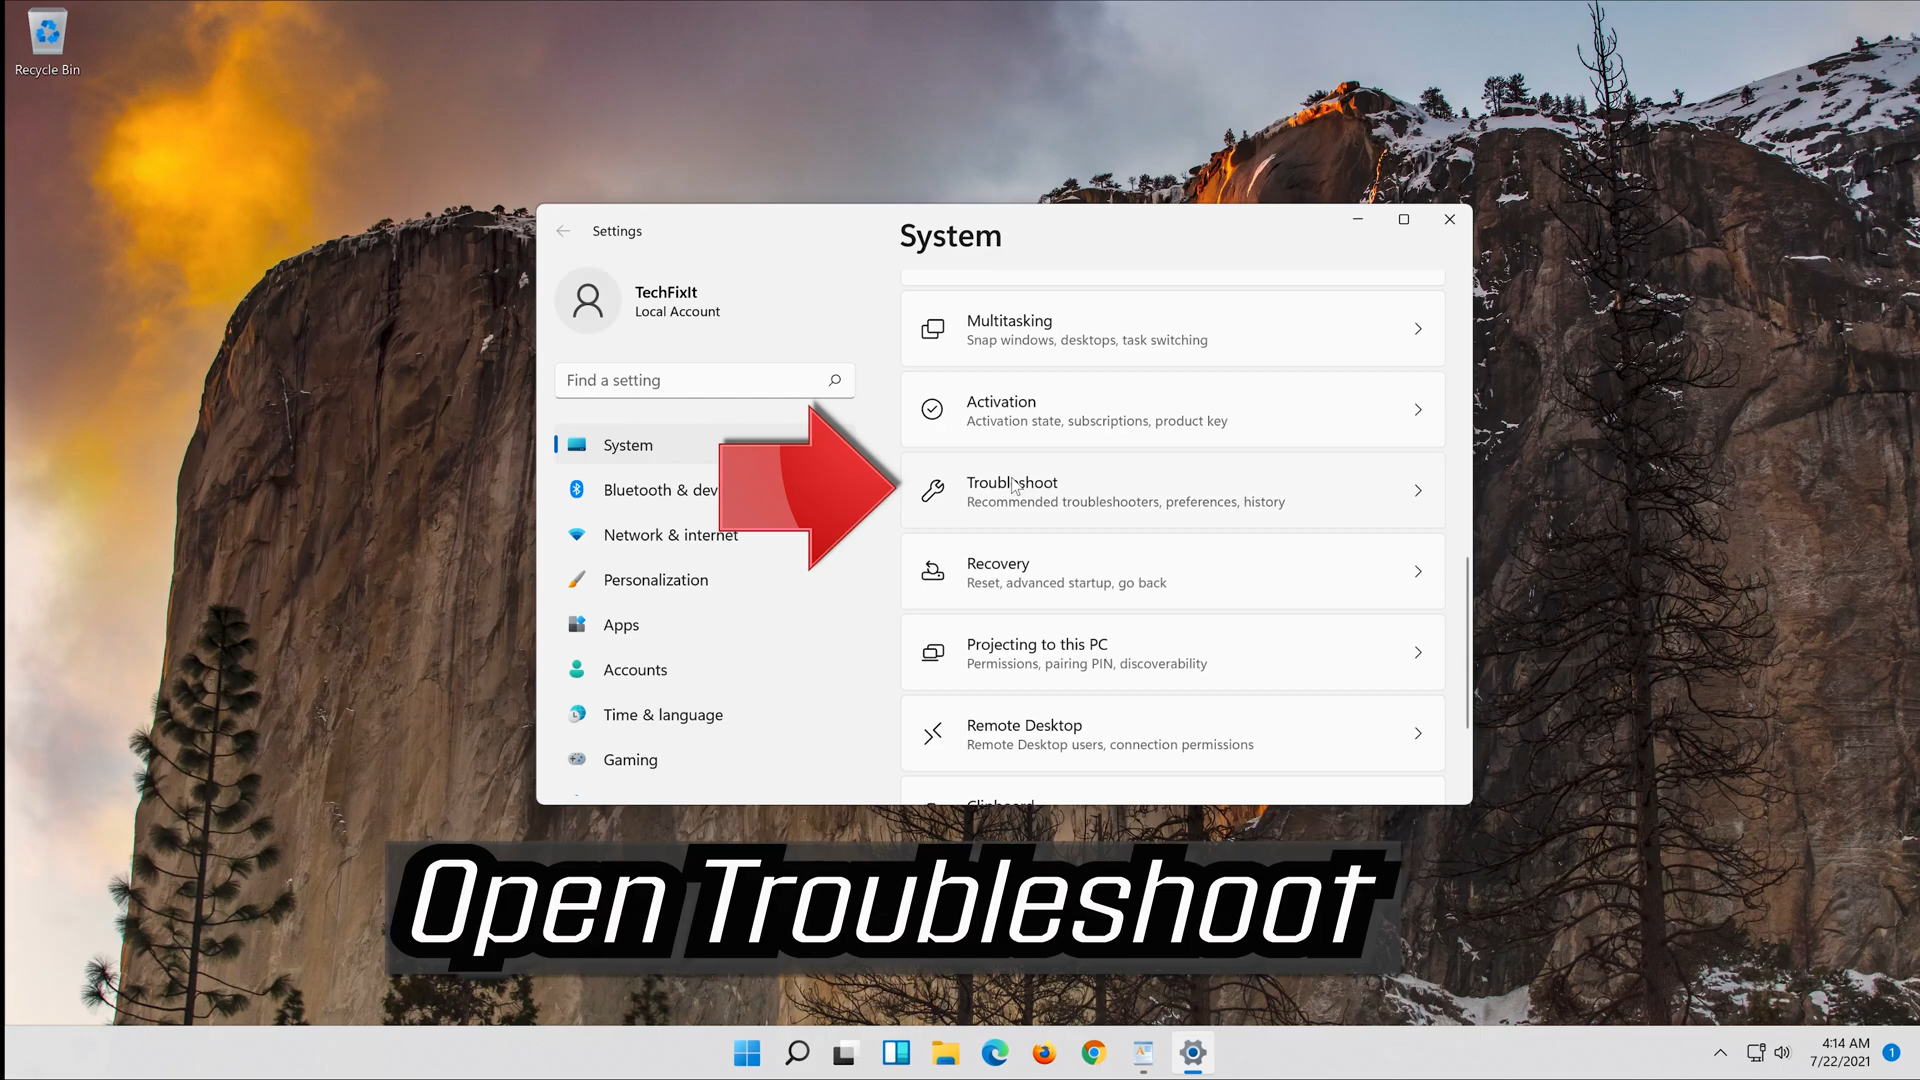 Recycle Bin
Settings
System
TechFixIt
Local Account
Find a setting
System
Bluetooth & dev
Network & internet
Personalization
Apps
Accounts
Time & language
Gaming
Multitasking
Snap windows, desktops, task switching
Activation
Activation state, subscriptions, product key
Troubleshoot
Recommended troubleshooters, preferences, history
Recovery
Reset, advanced startup, go back
Projecting to this PC
Permissions, pairing PIN, discoverability
Remote Desktop
Remote Desktop users, connection permissions
Clipboard
Open Troubleshoot
4:14 AM
7/22/2021
1